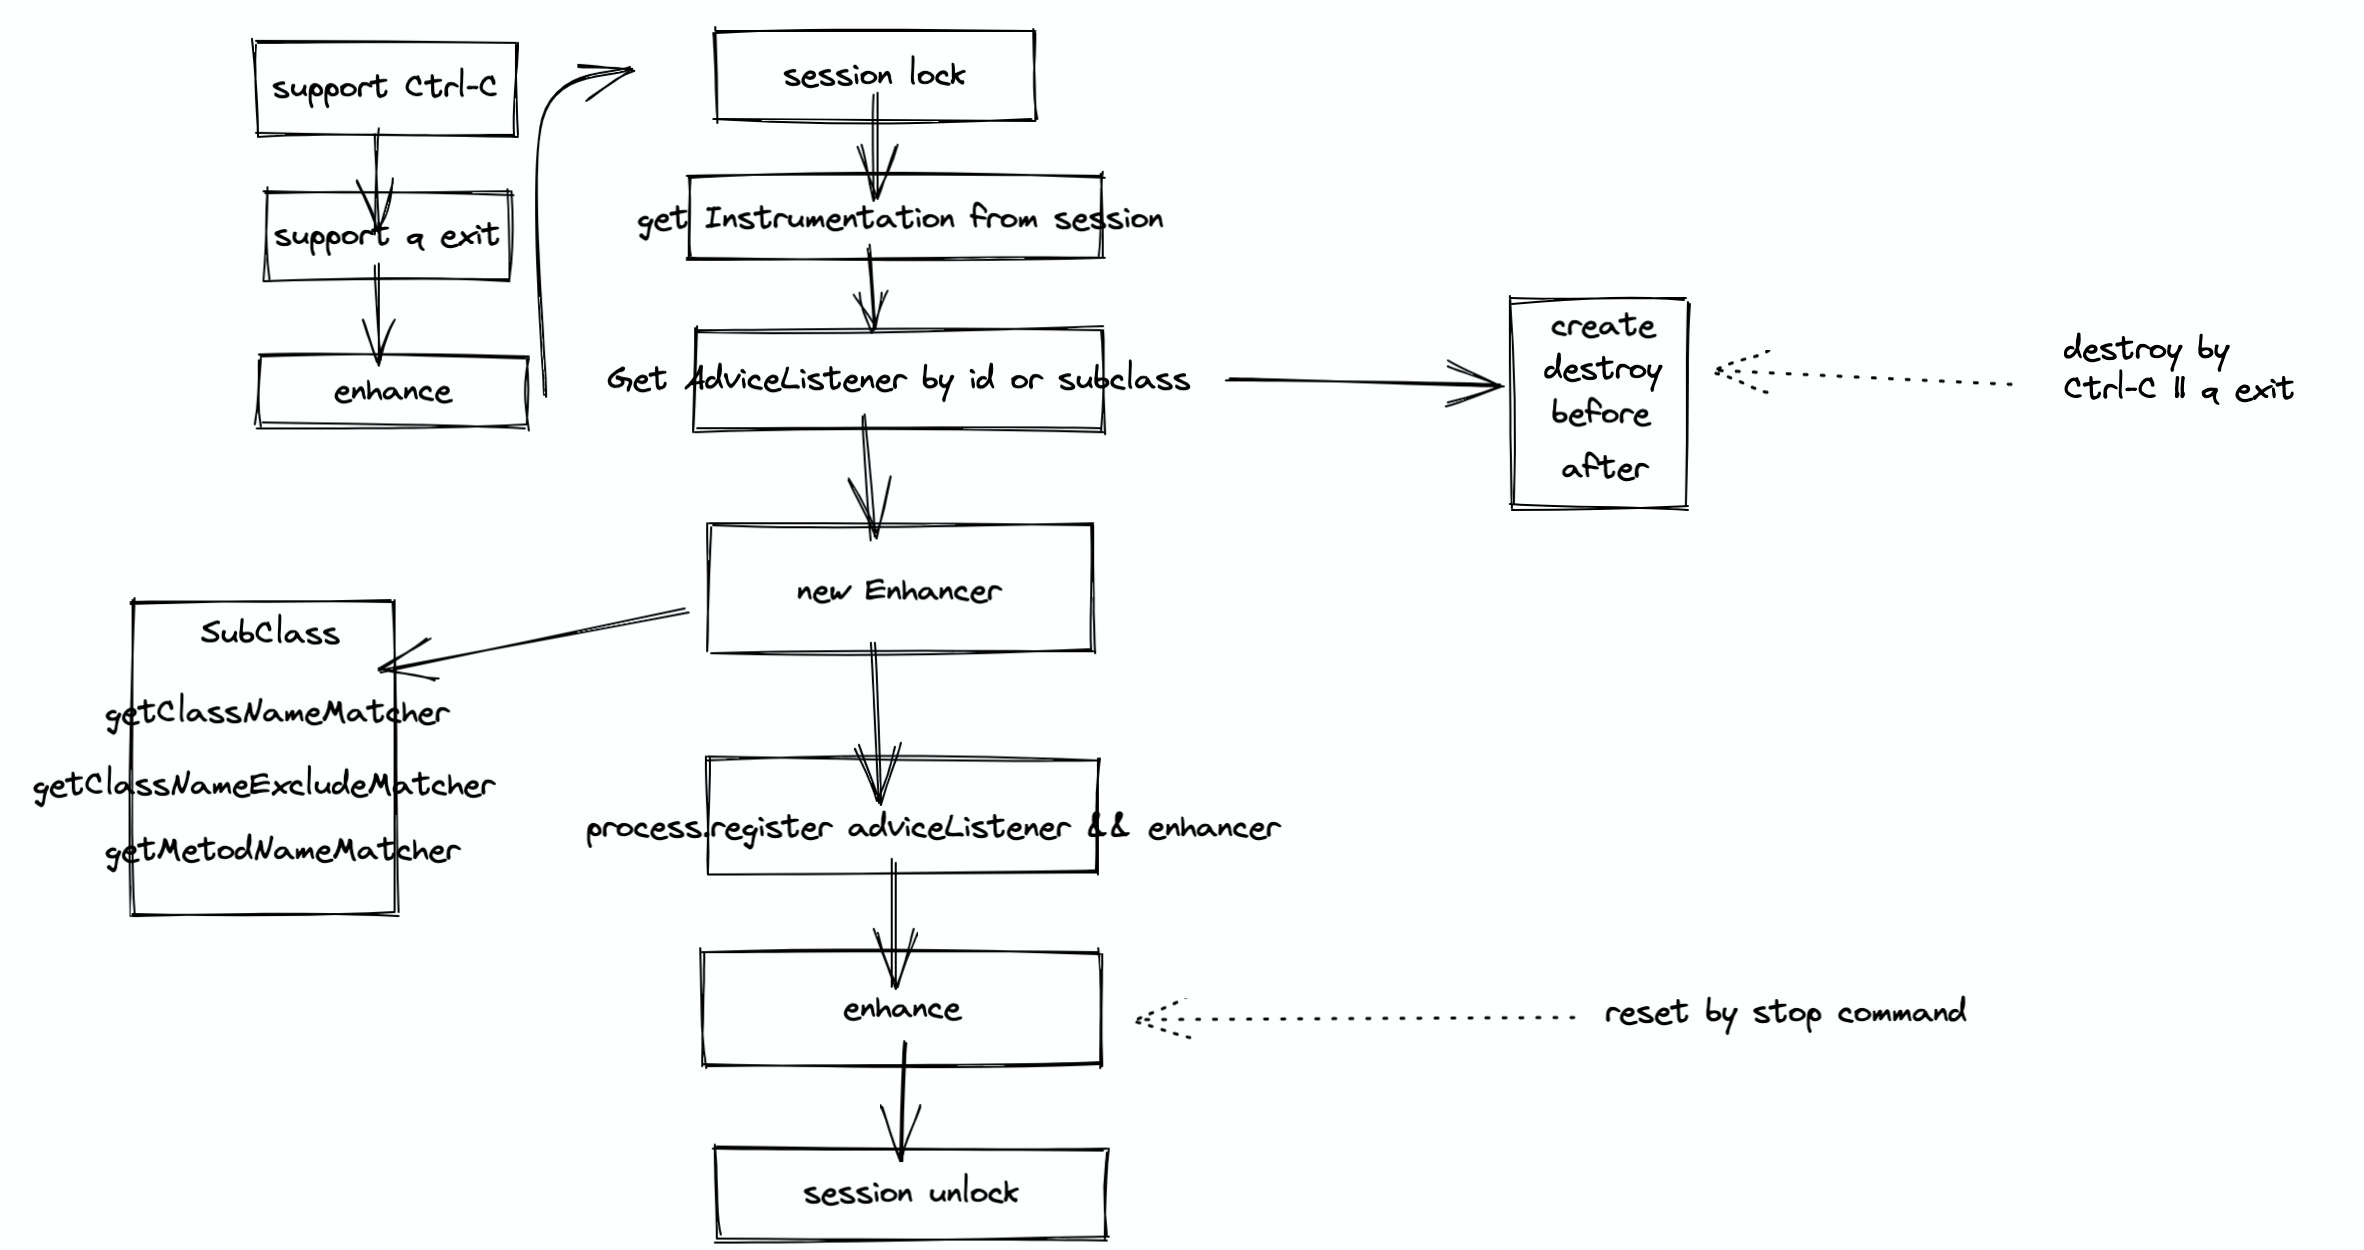 support Ctrl-C
support q exit
enhance
session lock
get Instrumentation from session
Get AdviceListener by id or subclass
create
destroy
before
after
destroy by
Ctrl-C || q exit
new Enhancer
SubClass
getClassNameMatcher
getClassNameExcludeMatcher
getMetodNameMatcher
process.register adviceListener && enhancer
enhance
reset by stop command
session unlock